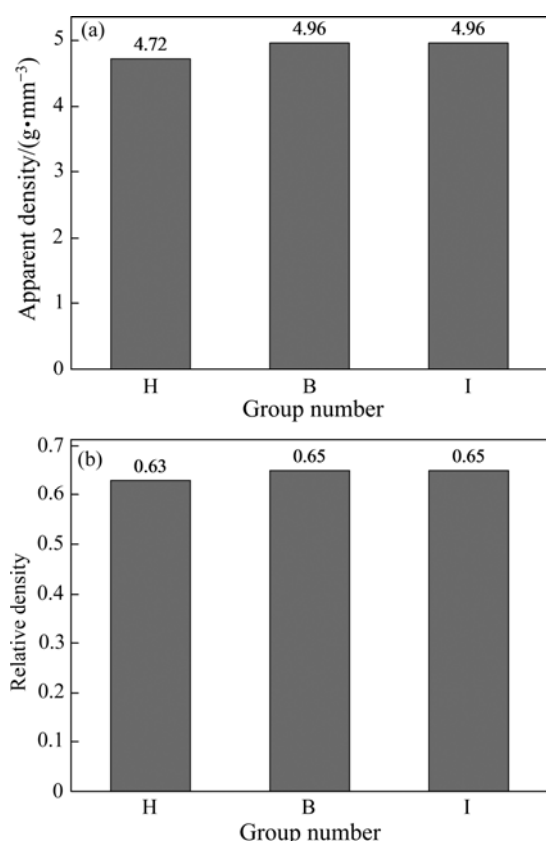 (a)
4.72 4.96 4.96
5
4
3
2
1
0
Apparent density/(g•mm⁻³)
H B I
Group number
(b)
0.63 0.65 0.65
0.7
0.6
0.5
0.4
0.3
0.2
0.1
0
Relative density
H B I
Group number